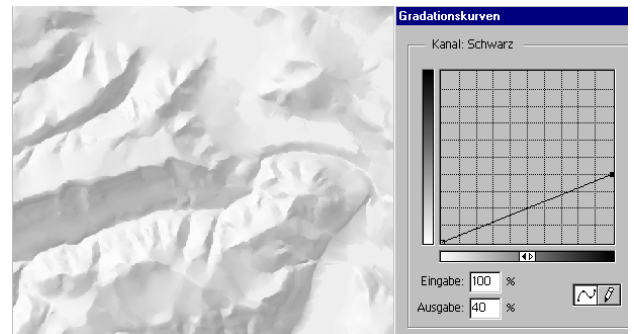 Gradationskurven
Kanal: Schwarz
Eingabe: 100 %
Ausgabe: 40 %